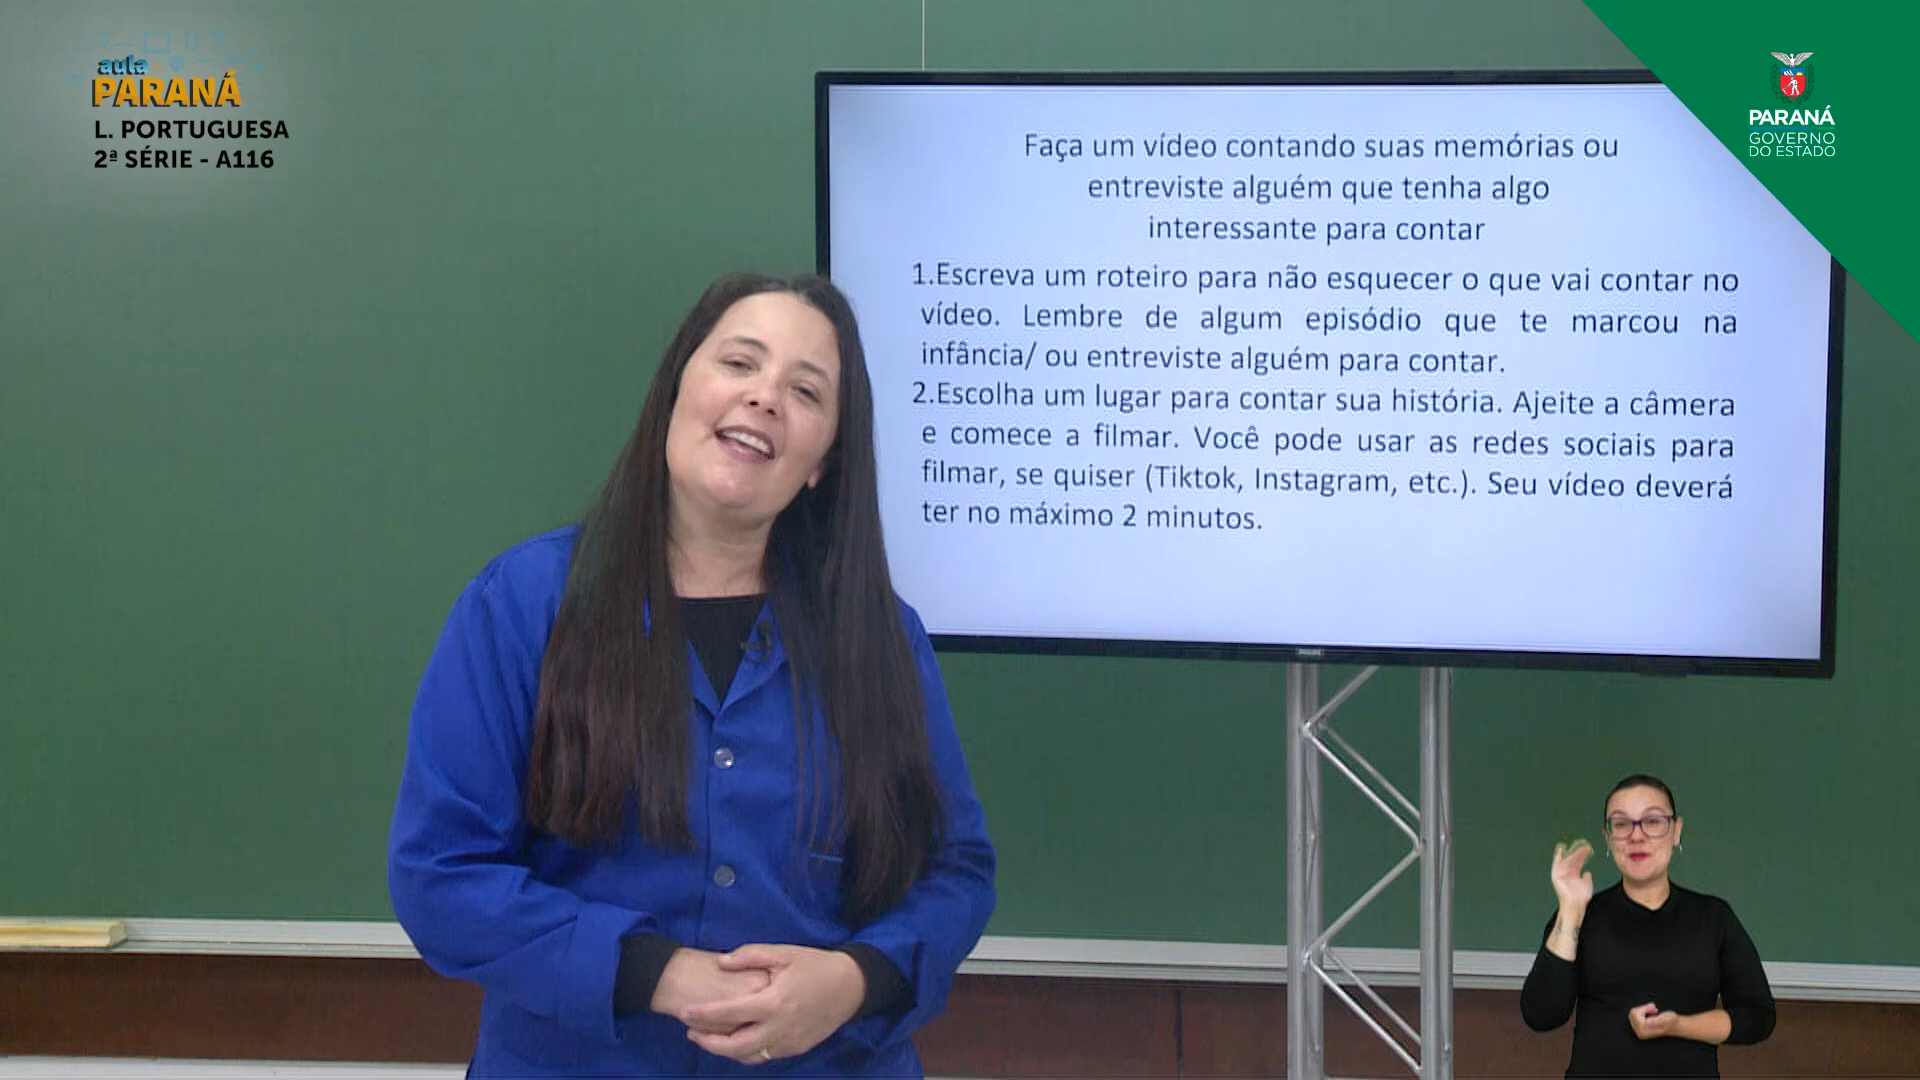 aula
PARANÁ
L. PORTUGUESA
2ª SÉRIE - A116
PARANÁ
GOVERNO
DO ESTADO
Faça um vídeo contando suas memórias ou
entreviste alguém que tenha algo
interessante para contar
1.Escreva um roteiro para não esquecer o que vai contar no
vídeo. Lembre de algum episódio que te marcou na
infância/ ou entreviste alguém para contar.
2.Escolha um lugar para contar sua história. Ajeite a câmera
e comece a filmar. Você pode usar as redes sociais para
filmar, se quiser (Tiktok, Instagram, etc.). Seu vídeo deverá
ter no máximo 2 minutos.
PHILIPS